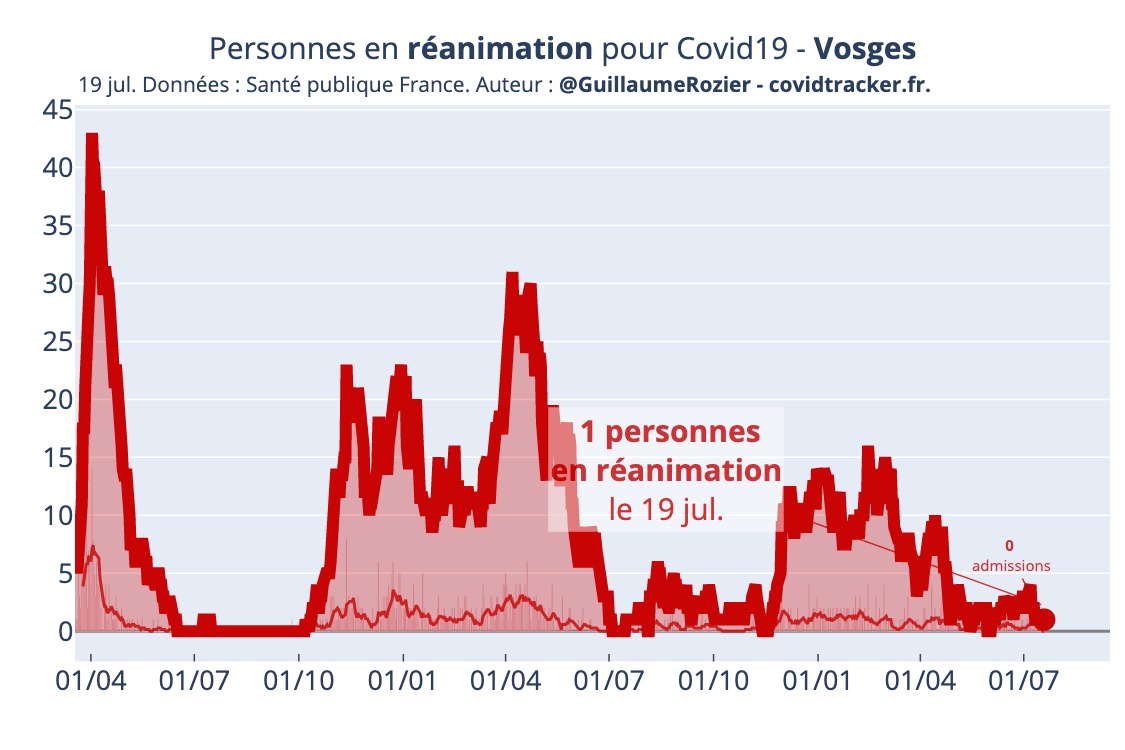 Personnes en réanimation pour Covid19 - Vosges
19 jul. Données : Santé publique France. Auteur : @GuillaumeRozier - covidtracker.fr.
45
40
35
30
25
20
15
10
5
0
1 personnes
en réanimation
le 19 jul.
0
admissions
01/04 01/07 01/10 01/01 01/04 01/07 01/10 01/01 01/04 01/07